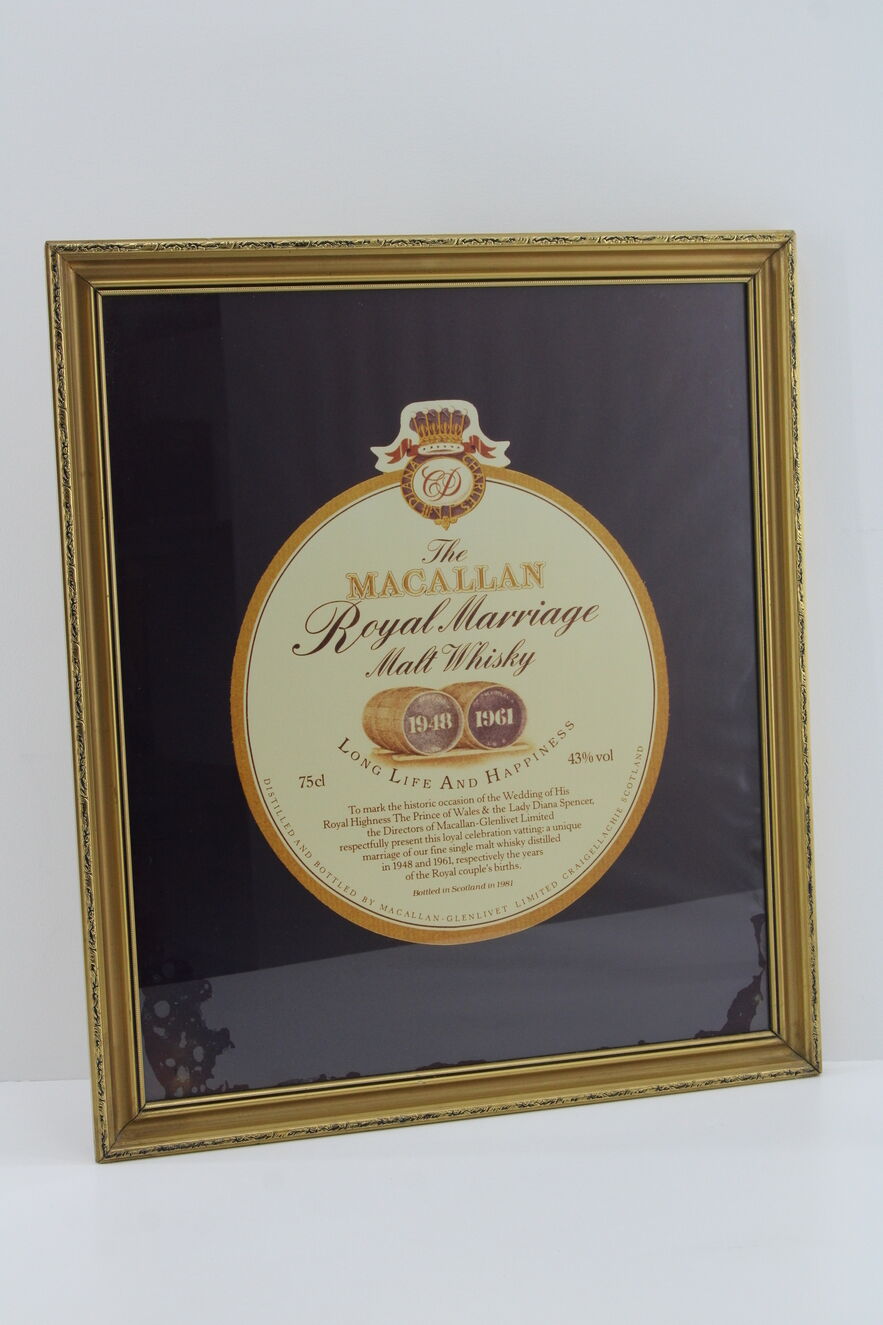 DIANA CHARLES
CD
The
MACALLAN
Royal Marriage
Malt Whisky
1948 1961
LONG LIFE AND HAPPINESS
75cl
43% vol
To mark the historic occasion of the Wedding of His
Royal Highness The Prince of Wales & the Lady Diana Spencer,
the Directors of Macallan-Glenlivet Limited
respectfully present this loyal celebration vatting: a unique
marriage of our fine single malt whisky distilled
in 1948 and 1961, respectively the years
of the Royal couple's births.
Bottled in Scotland in 1981
DISTILLED AND BOTTLED BY MACALLAN-GLENLIVET LIMITED CRAIGELLACHIE SCOTLAND